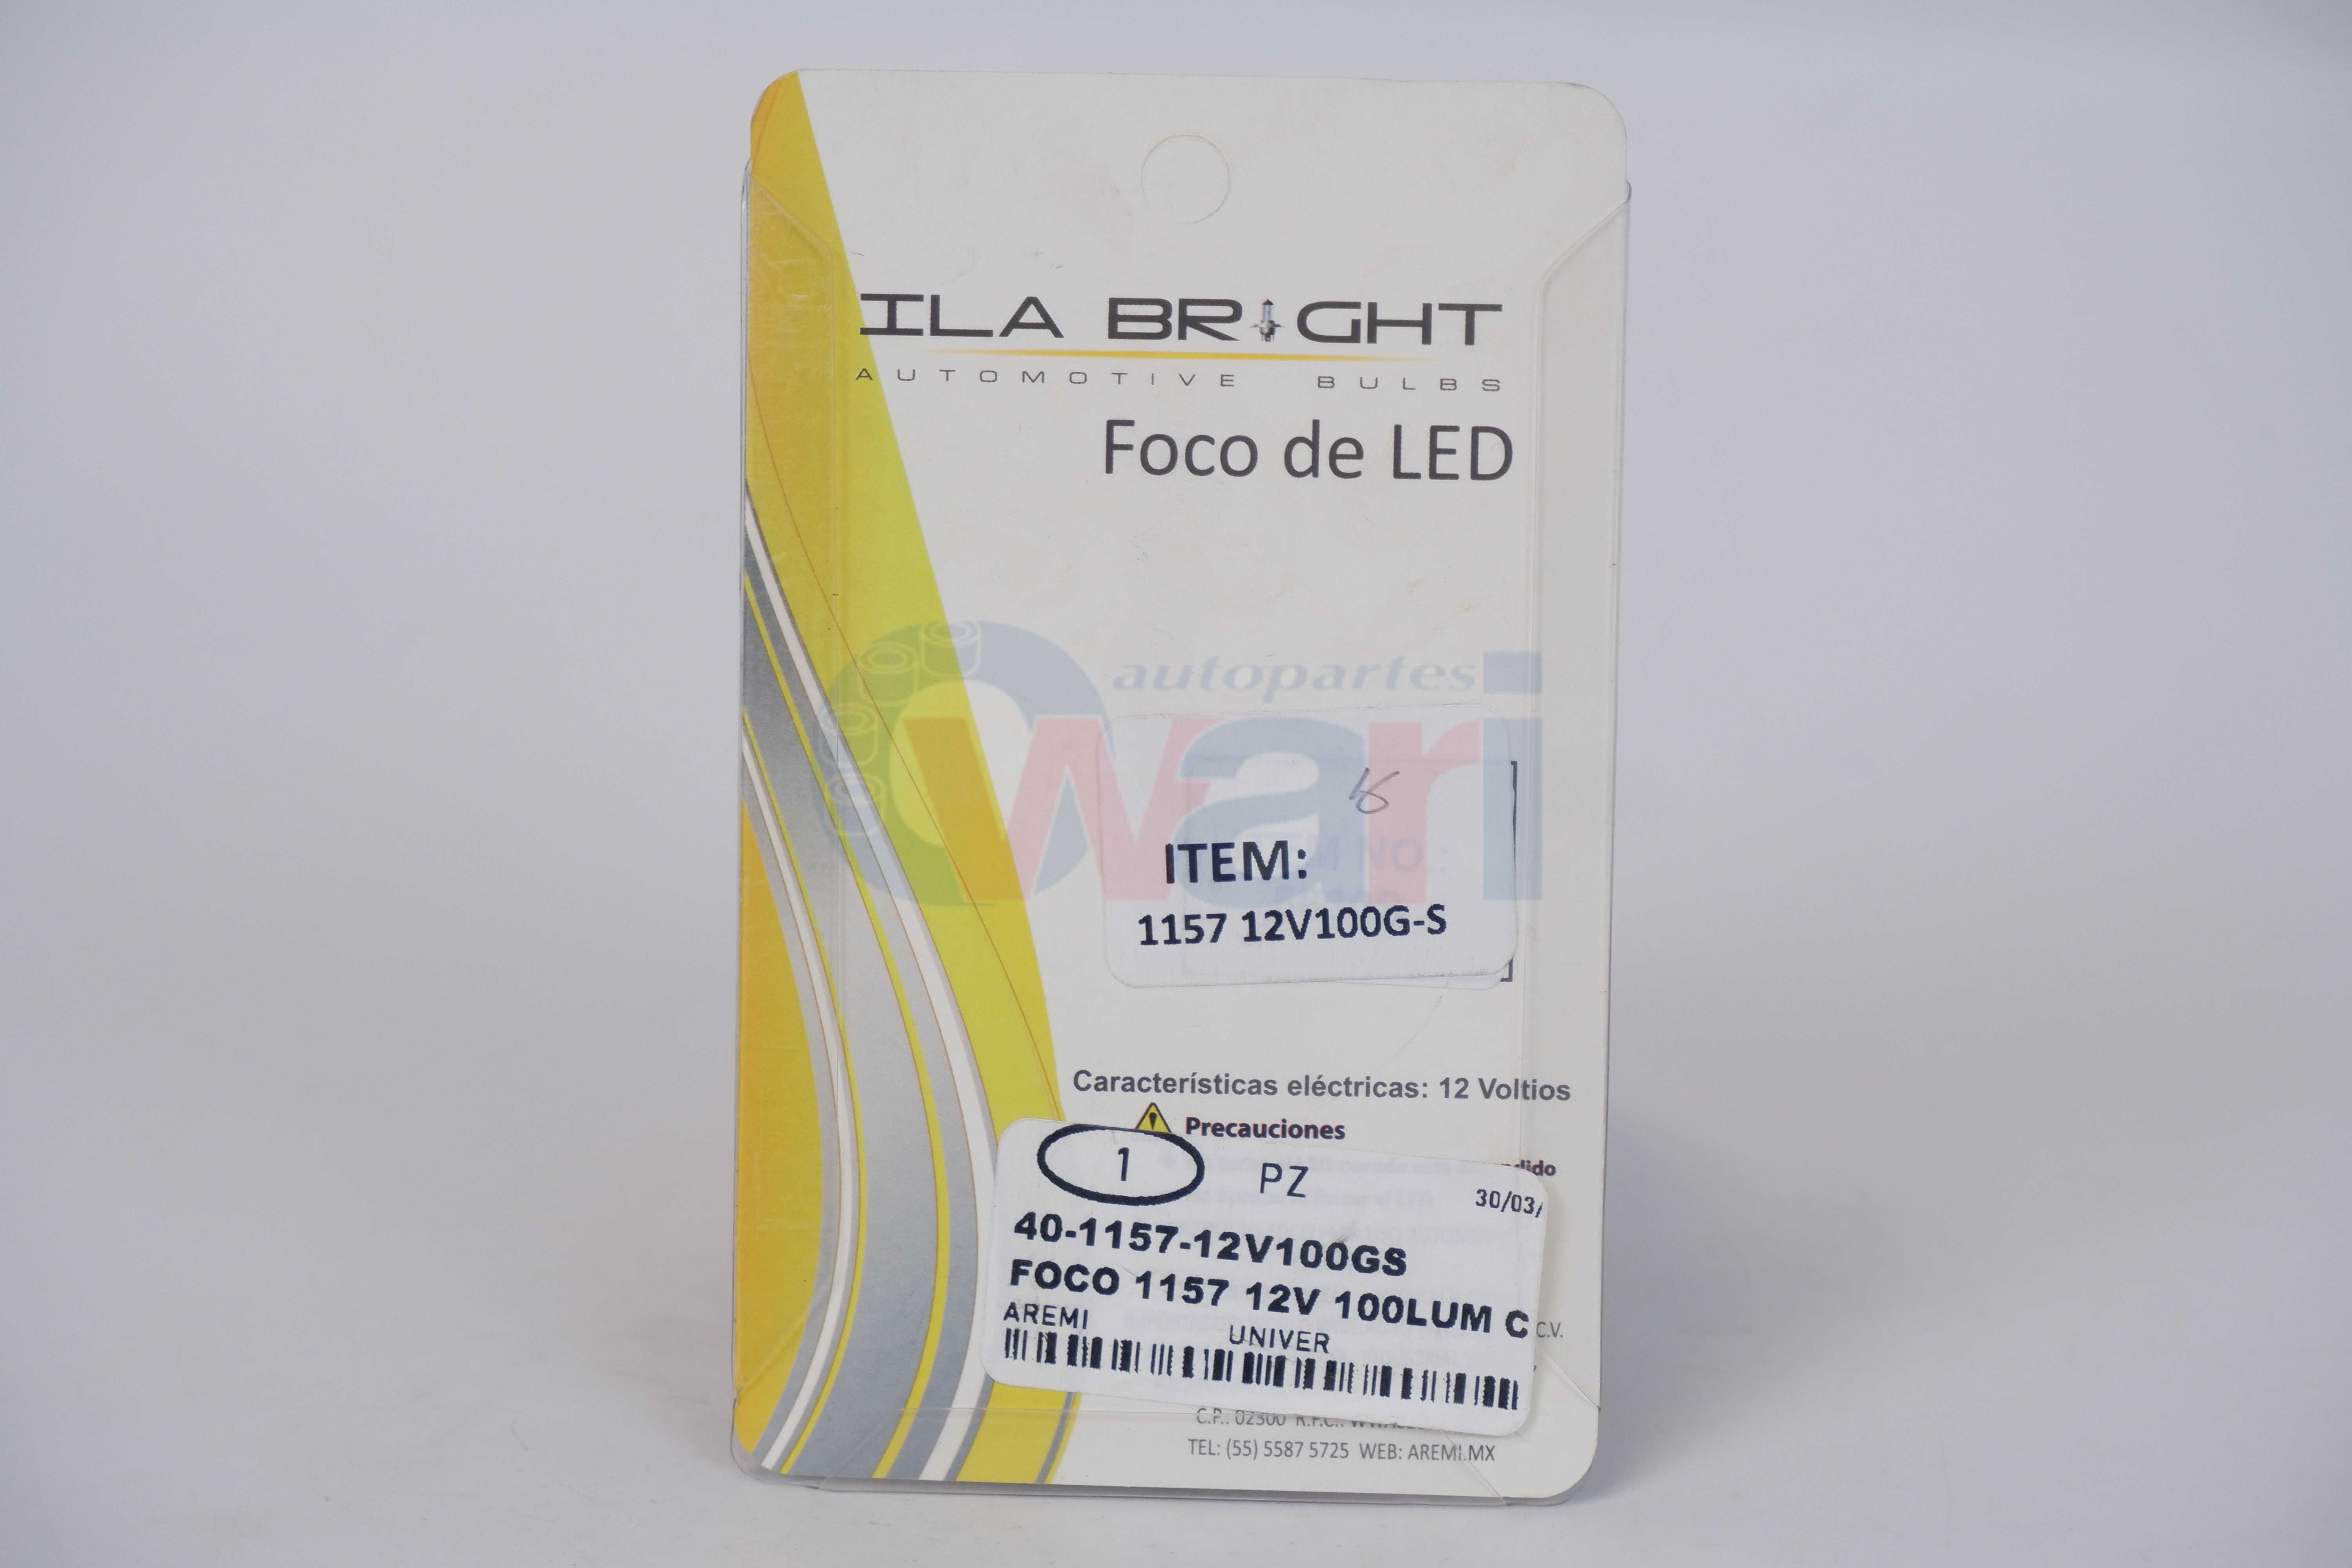 ILA BRIGHT
AUTOMOTIVE BULBS
Foco de LED
autopartes
wari
ITEM:
1157 12V100G-S
Características eléctricas: 12 Voltios
Precauciones
1 PZ
30/03/
40-1157-12V100GS
FOCO 1157 12V 100LUM C
C.V.
AREMI
UNIVER
C.P.: 02300 R.F.C.:
TEL: (55) 5587 5725 WEB: AREMI.MX